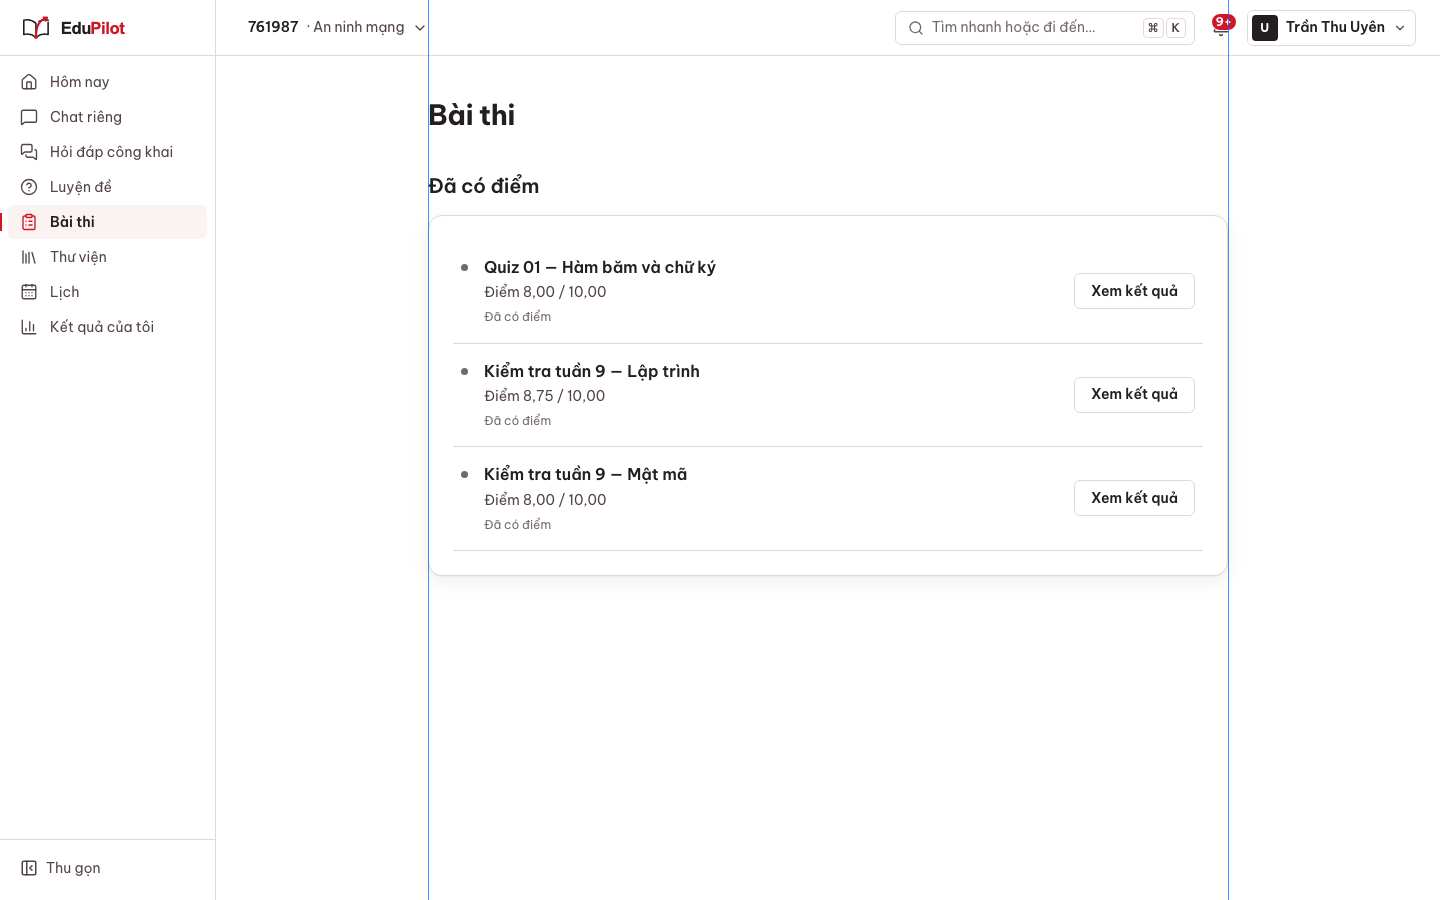 EduPilot
761987 · An ninh mạng
Tìm nhanh hoặc đi đến...
⌘ K
9+
U
Trần Thu Uyên
Hôm nay
Chat riêng
Hỏi đáp công khai
Luyện đề
Bài thi
Thư viện
Lịch
Kết quả của tôi
Thu gọn
Bài thi
Đã có điểm
Quiz 01 — Hàm băm và chữ ký
Điểm 8,00 / 10,00
Đã có điểm
Xem kết quả
Kiểm tra tuần 9 — Lập trình
Điểm 8,75 / 10,00
Đã có điểm
Xem kết quả
Kiểm tra tuần 9 — Mật mã
Điểm 8,00 / 10,00
Đã có điểm
Xem kết quả